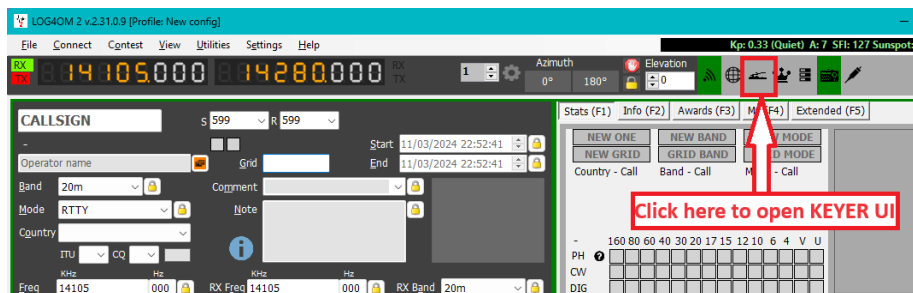 LOG4OM 2 v.2.31.0.9 [Profile: New config]
File Connect Contest View Utilities Settings Help
Kp: 0.33 (Quiet) A: 7 SFI: 127 Sunspots:
RX TX 14105.000 14280.000 RX TX 1 Azimuth 0° 180° Elevation 0
CALLSIGN S 599 R 599
- Start 11/03/2024 22:52:41
Operator name Grid End 11/03/2024 22:52:41
Band 20m Comment
Mode RTTY Note
Country
ITU CQ
KHz Hz KHz Hz
Freq 14105 000 RX Freq 14105 000 RX Band 20m
Stats (F1) Info (F2) Awards (F3) (F4) Extended (F5)
NEW ONE NEW BAND MODE
NEW GRID GRID BAND MODE
Country - Call Band - Call - Call
Click here to open KEYER UI
- 160 80 60 40 30 20 17 15 12 10 6 4 V U
PH
CW
DIG